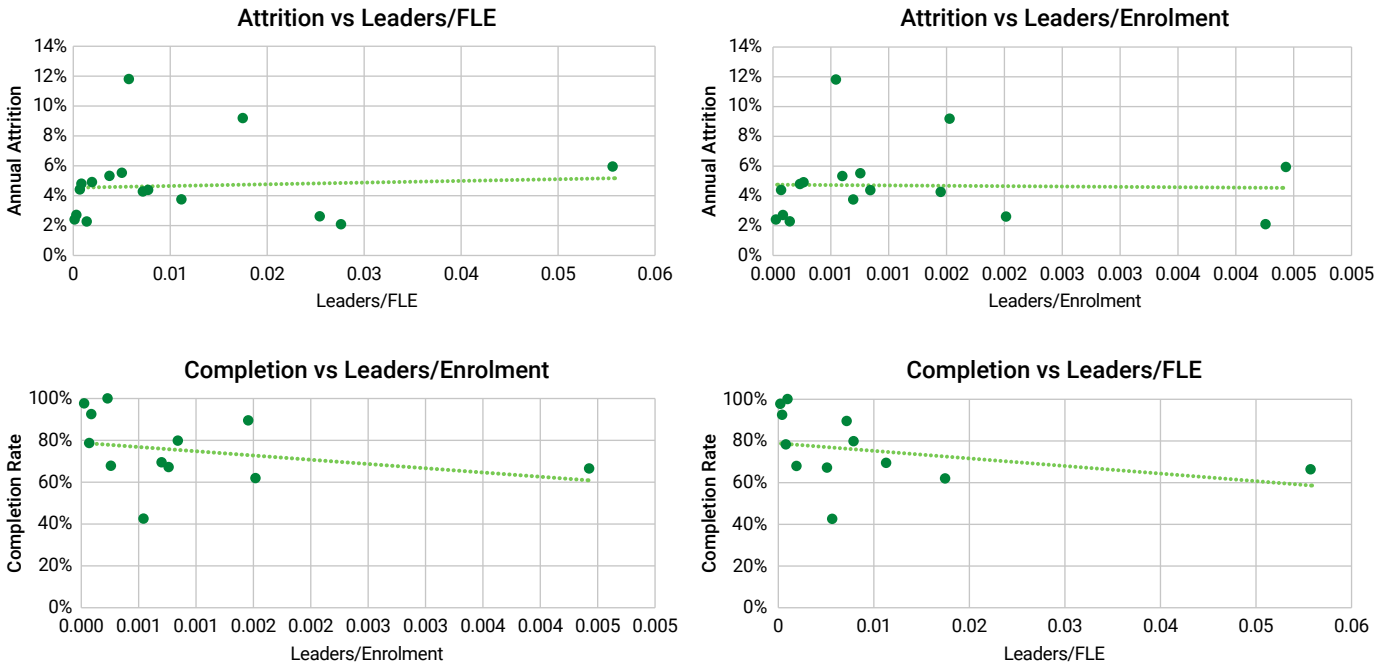 Attrition vs Leaders/FLE
14%
12%
10%
8%
6%
4%
2%
0%
Annual Attrition
0 0.01 0.02 0.03 0.04 0.05 0.06
Leaders/FLE
Attrition vs Leaders/Enrolment
14%
12%
10%
8%
6%
4%
2%
0%
Annual Attrition
0.000 0.001 0.001 0.002 0.002 0.003 0.003 0.004 0.004 0.005 0.005
Leaders/Enrolment
Completion vs Leaders/Enrolment
100%
80%
60%
40%
20%
0%
Completion Rate
0.000 0.001 0.001 0.002 0.002 0.003 0.003 0.004 0.004 0.005 0.005
Leaders/Enrolment
Completion vs Leaders/FLE
100%
80%
60%
40%
20%
0%
Completion Rate
0 0.01 0.02 0.03 0.04 0.05 0.06
Leaders/FLE